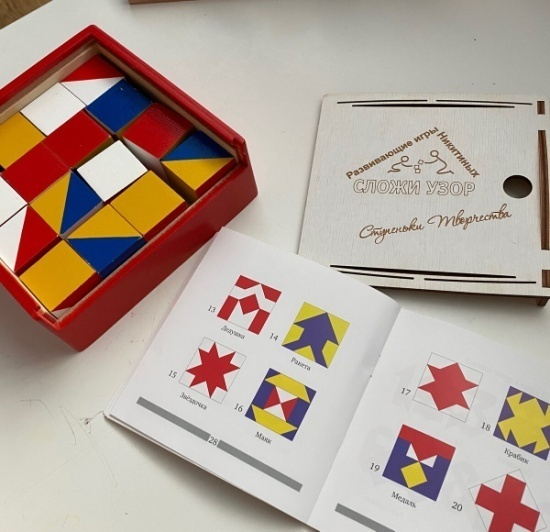 Развивающие игры Никитиных
СЛОЖИ УЗОР
Ступеньки Творчества
13
Дедушка
14
Ракета
15
Звёздочка
16
Маяк
28
17
18
Крабик
19
Медаль
20